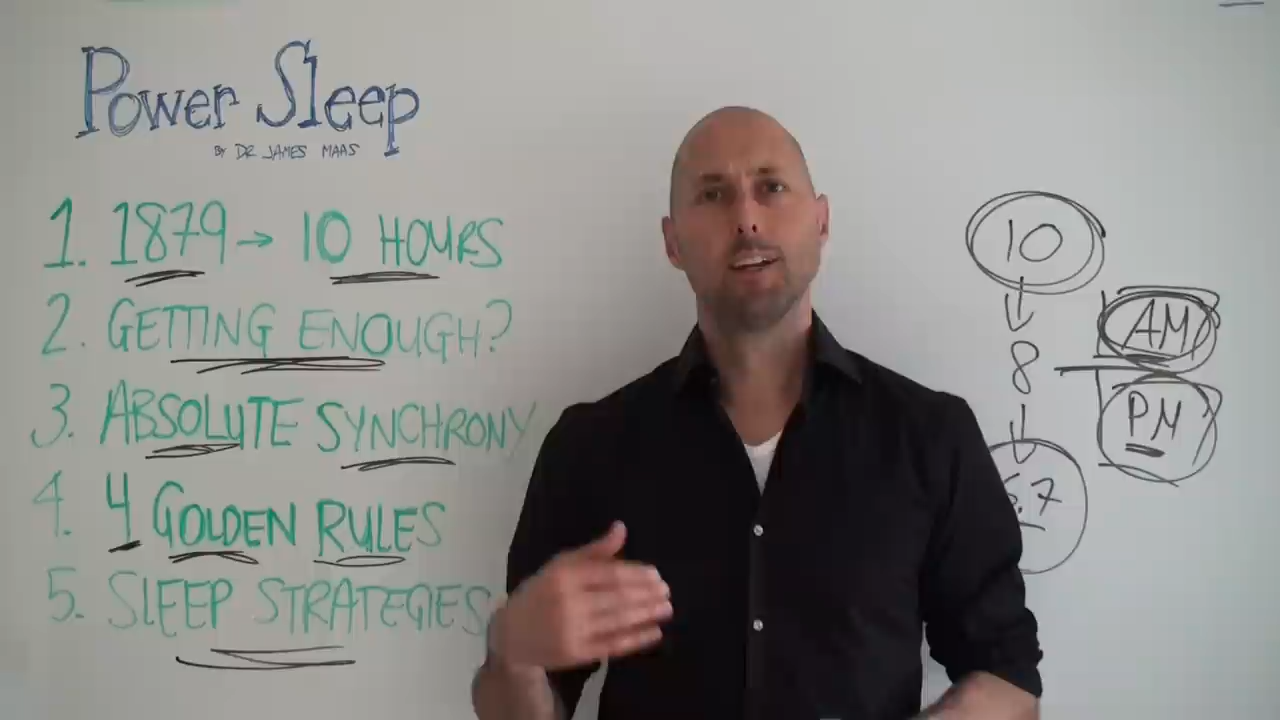 Power Sleep
BY DR JAMES MAAS
1. 1879 → 10 HOURS
2. GETTING ENOUGH?
3. ABSOLUTE SYNCHRONY
4. 4 GOLDEN RULES
5. SLEEP STRATEGIES
10
8
AM
PM
.7